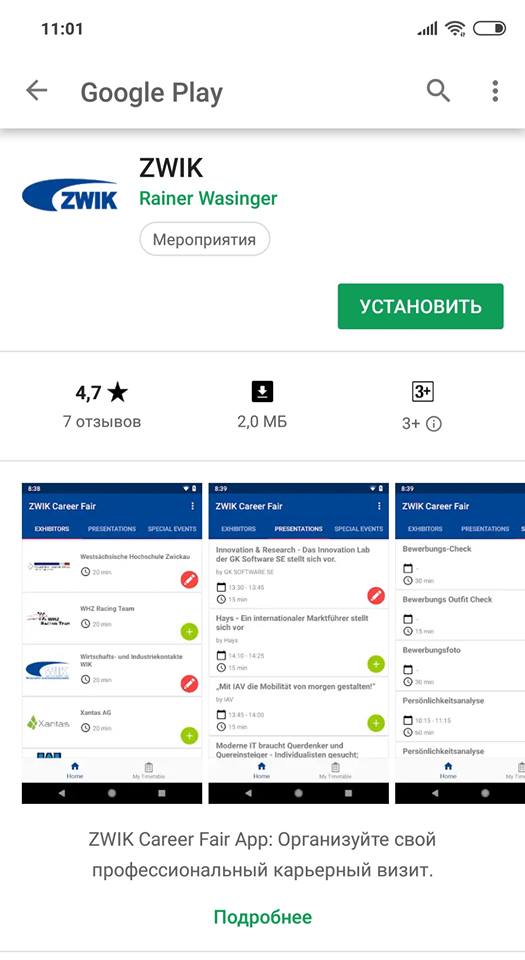 11:01
Google Play
ZWIK
ZWIK
Rainer Wasinger
Мероприятия
УСТАНОВИТЬ
4,7
7 отзывов
2,0 МБ
3+
3+
8:38
ZWIK Career Fair
EXHIBITORS PRESENTATIONS SPECIAL EVENTS
Westsächsische Hochschule Zwickau
20 min
WHZ Racing Team
20 min
Wirtschafts- und Industriekontakte
WIK
20 min
Xantas AG
Xantas
20 min
Home
My Timetable
8:39
ZWIK Career Fair
EXHIBITORS PRESENTATIONS SPECIAL EVENTS
Innovation & Research - Das Innovation Lab
der GK Software SE stellt sich vor.
by GK SOFTWARE SE
13:30 - 13:45
15 min
Hays - Ein internationaler Marktführer stellt
sich vor
by Hays
14:10 - 14:25
15 min
„Mit IAV die Mobilität von morgen gestalten!"
by IAV
13:45 - 14:00
15 min
Moderne IT braucht Querdenker und
Quereinsteiger - Individualisten gesucht;
Home
My Timetable
8:39
ZWIK Career Fair
EXHIBITORS PRESENTATIONS S
Bewerbungs-Check
-
30 min
Bewerbungs Outfit Check
-
15 min
Bewerbungsfoto
-
30 min
Persönlichkeitsanalyse
10:15 - 11:15
60 min
Persönlichkeitsanalyse
Home
My Ti
ZWIK Career Fair App: Организуйте свой
профессиональный карьерный визит.
Подробнее